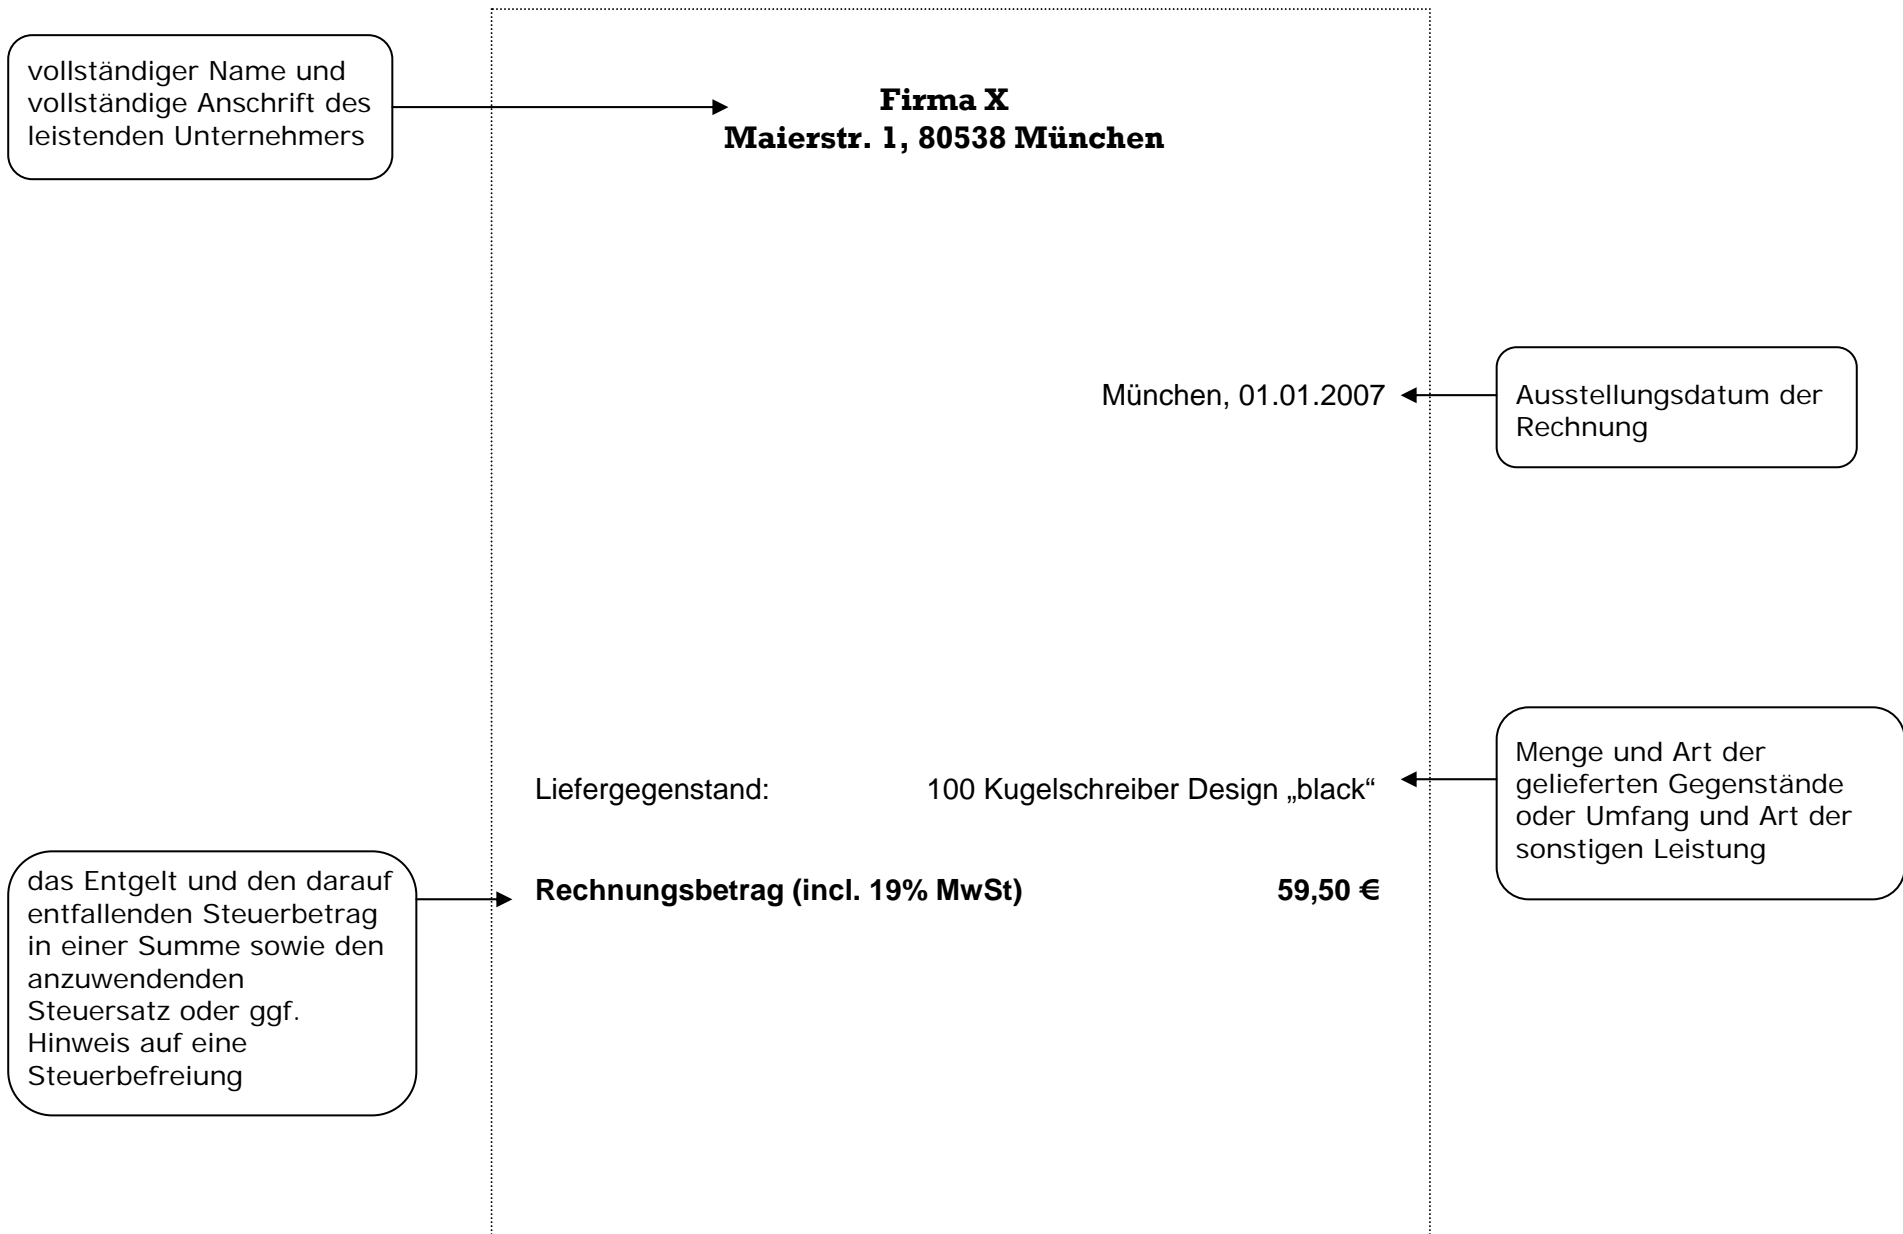 vollständiger Name und
vollständige Anschrift des
leistenden Unternehmers
Firma X
Maierstr. 1, 80538 München
München, 01.01.2007
Ausstellungsdatum der
Rechnung
Liefergegenstand: 100 Kugelschreiber Design „black“
Menge und Art der
gelieferten Gegenstände
oder Umfang und Art der
sonstigen Leistung
das Entgelt und den darauf
entfallenden Steuerbetrag
in einer Summe sowie den
anzuwendenden
Steuersatz oder ggf.
Hinweis auf eine
Steuerbefreiung
Rechnungsbetrag (incl. 19% MwSt) 59,50 €